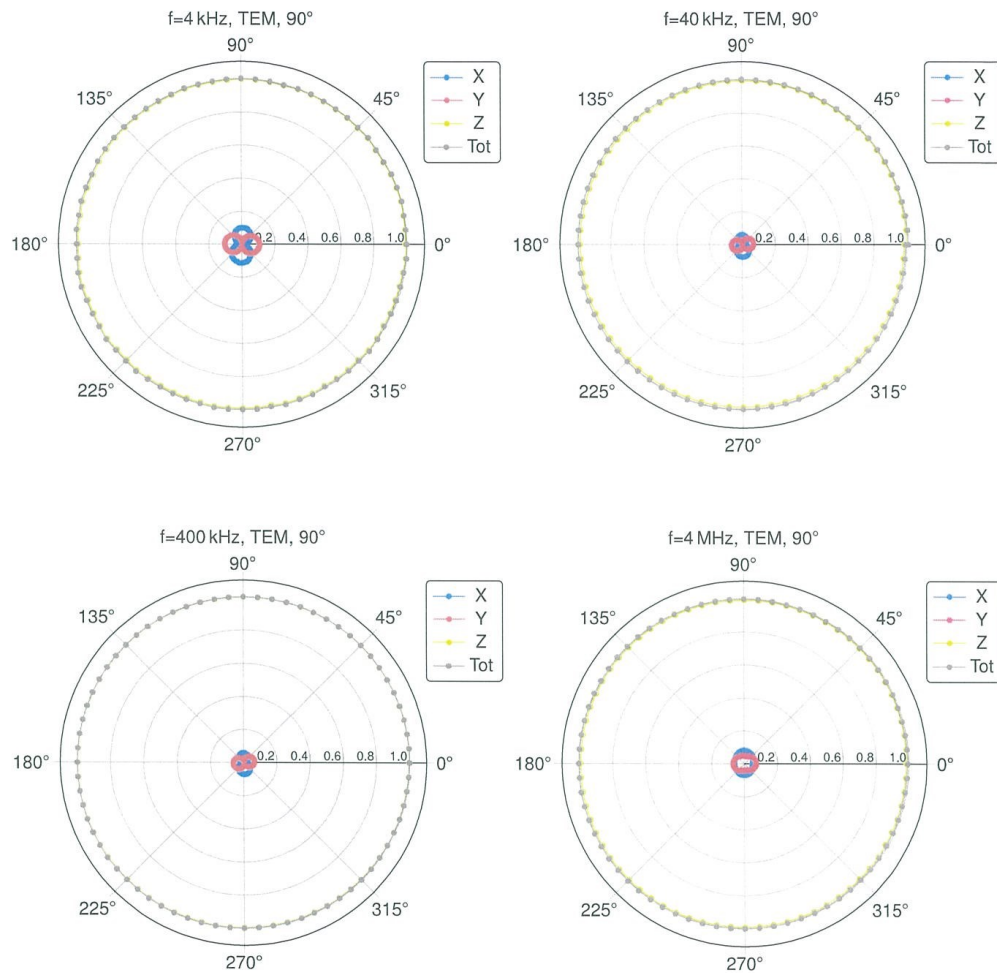 f=4 kHz, TEM, 90°
90°
135°
45°
180°
0.2 0.4 0.6 0.8 1.0
0°
225°
315°
270°
X
Y
Z
Tot
f=40 kHz, TEM, 90°
90°
135°
45°
180°
0.2 0.4 0.6 0.8 1.0
0°
225°
315°
270°
X
Y
Z
Tot
f=400 kHz, TEM, 90°
90°
135°
45°
180°
0.2 0.4 0.6 0.8 1.0
0°
225°
315°
270°
X
Y
Z
Tot
f=4 MHz, TEM, 90°
90°
135°
45°
180°
0.2 0.4 0.6 0.8 1.0
0°
225°
315°
270°
X
Y
Z
Tot